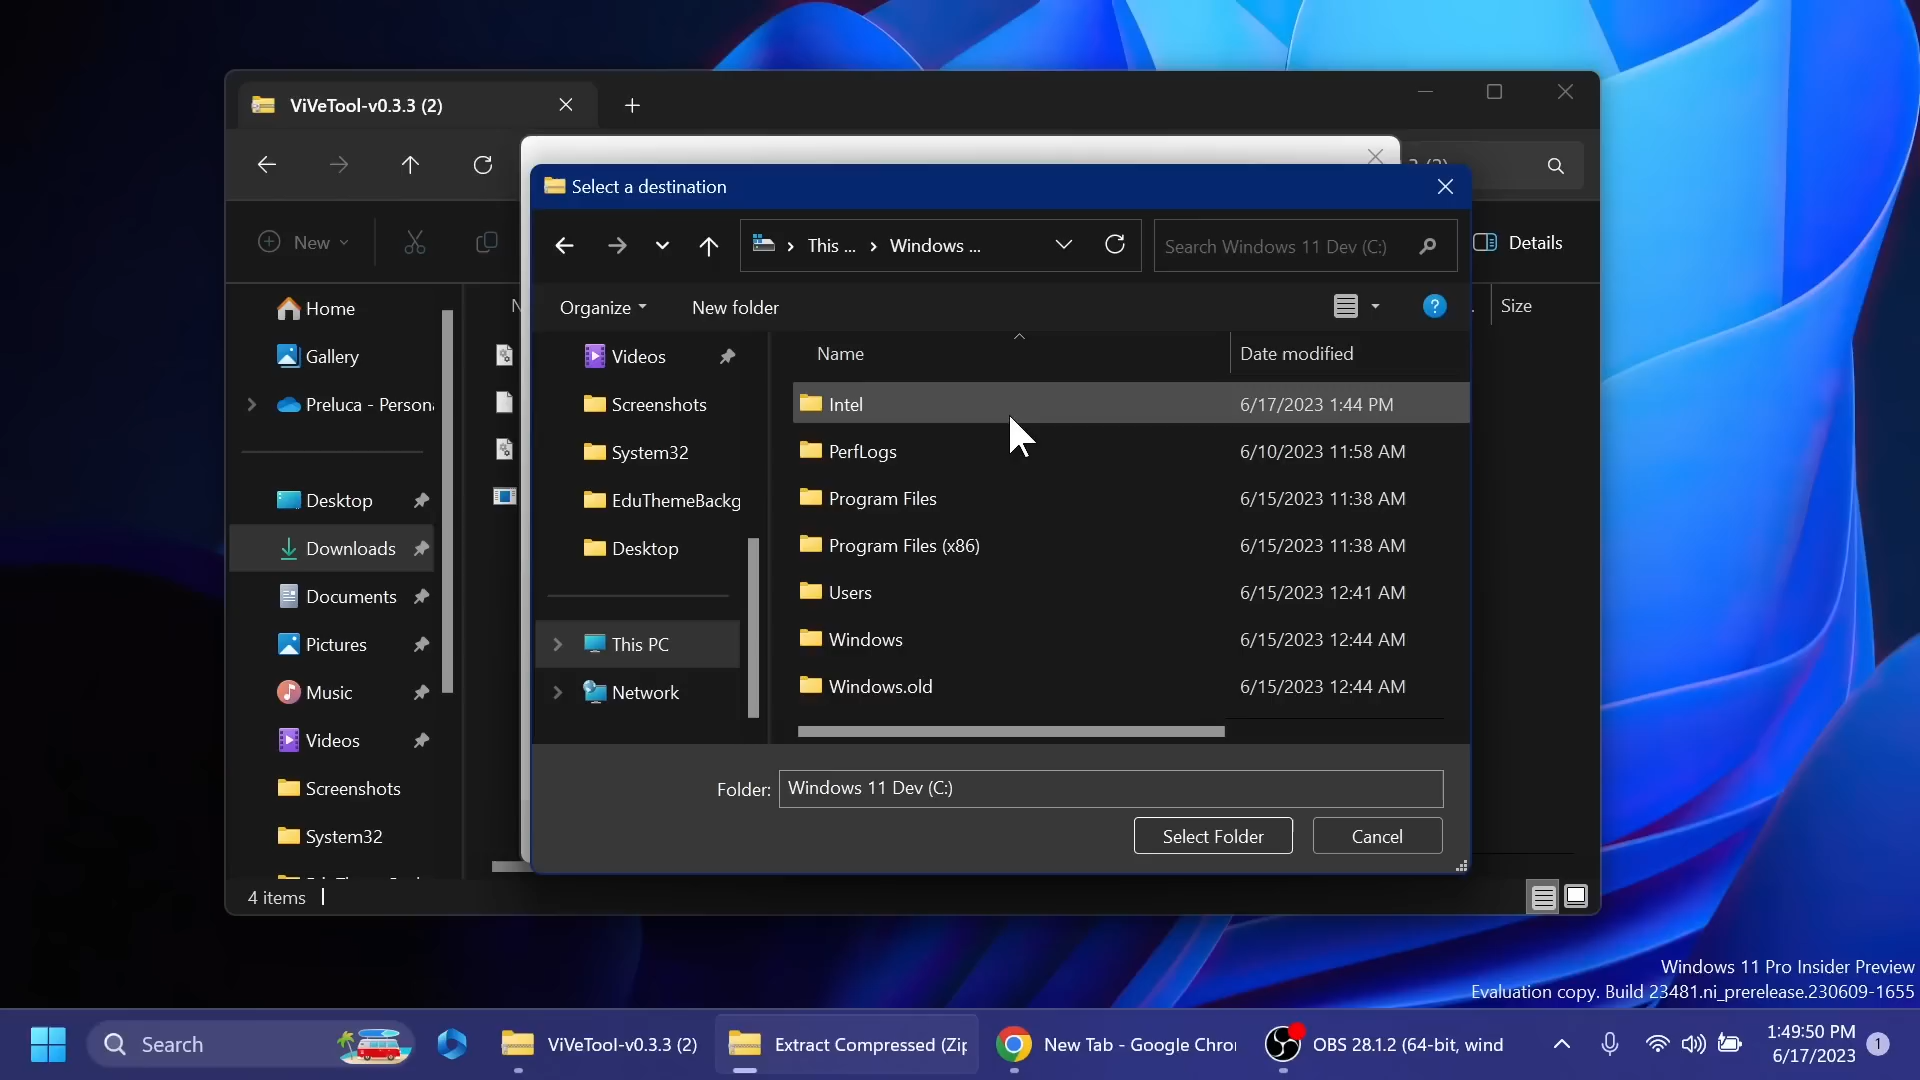 ViVeTool-v0.3.3 (2)
Select a destination
New
This ...
Windows ...
Search Windows 11 Dev (C:)
Details
Organize
New folder
Size
Home
Gallery
Preluca - Person
Desktop
Downloads
Documents
Pictures
Music
Videos
Screenshots
System32
4 items
Videos
Screenshots
System32
EduThemeBackg
Desktop
This PC
Network
Name
Date modified
Intel
6/17/2023 1:44 PM
PerfLogs
6/10/2023 11:58 AM
Program Files
6/15/2023 11:38 AM
Program Files (x86)
6/15/2023 11:38 AM
Users
6/15/2023 12:41 AM
Windows
6/15/2023 12:44 AM
Windows.old
6/15/2023 12:44 AM
Folder:
Windows 11 Dev (C:)
Select Folder
Cancel
Windows 11 Pro Insider Preview
Evaluation copy. Build 23481.ni_prerelease.230609-1655
Search
ViVeTool-v0.3.3 (2)
Extract Compressed (Zip
New Tab - Google Chro
OBS 28.1.2 (64-bit, wind
1:49:50 PM
6/17/2023
1